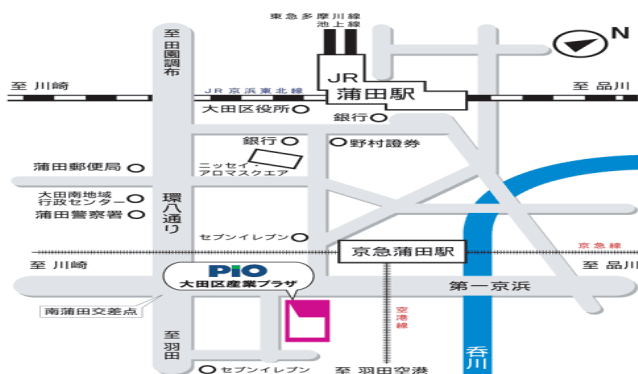 東急多摩川線
池上線
N
至 田園調布
JR
蒲田駅
至 川崎
JR京浜東北線
至 品川
大田区役所
銀行
銀行
野村證券
蒲田郵便局
ニッセイ・
アロマスクエア
大田南地域
行政センター
蒲田警察署
環八通り
セブンイレブン
京急蒲田駅
京急線
至 川崎
PiO
大田区産業プラザ
至 品川
第一京浜
南蒲田交差点
空港線
至 羽田
呑川
セブンイレブン
至 羽田空港